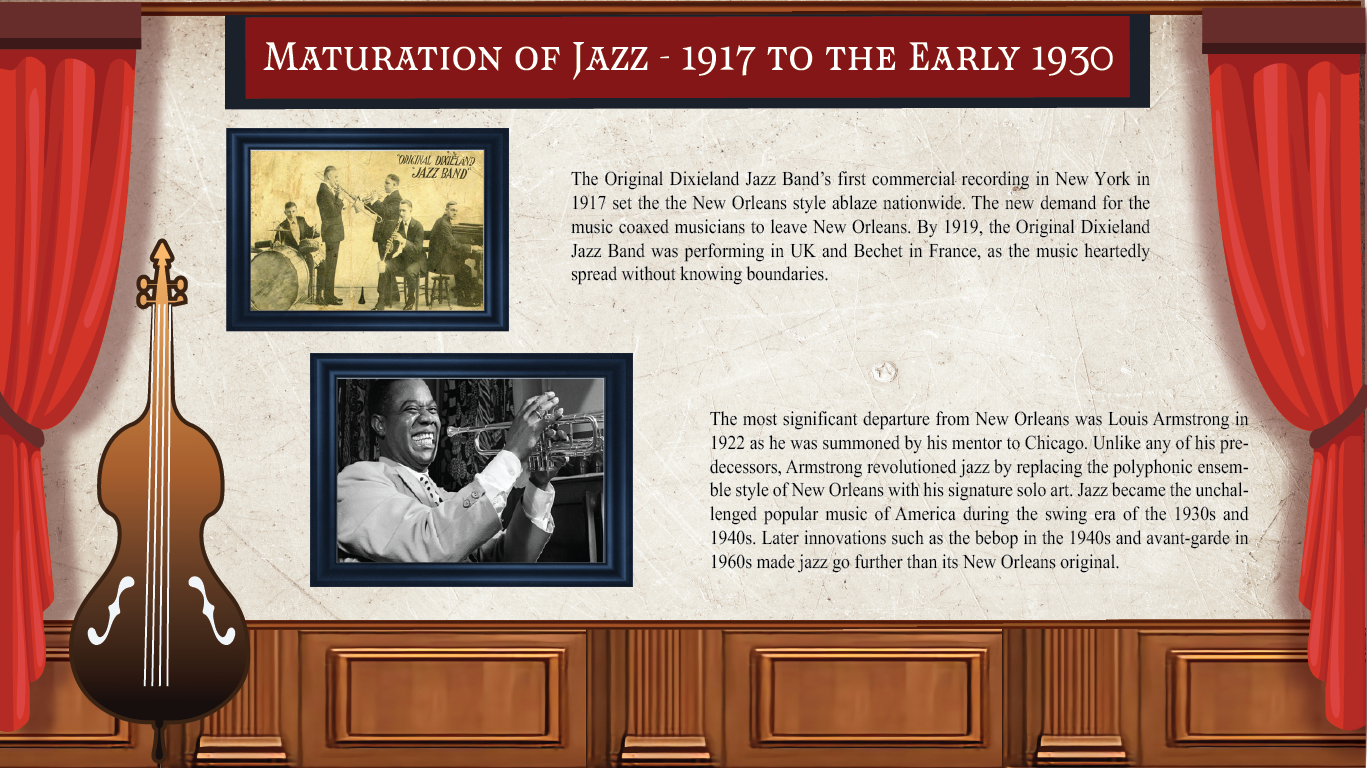 Maturation of Jazz - 1917 to the Early 1930
"ORIGINAL DIXIELAND
"JAZZ BAND"
The Original Dixieland Jazz Band's first commercial recording in New York in
1917 set the the New Orleans style ablaze nationwide. The new demand for the
music coaxed musicians to leave New Orleans. By 1919, the Original Dixieland
Jazz Band was performing in UK and Bechet in France, as the music heartedly
spread without knowing boundaries.
The most significant departure from New Orleans was Louis Armstrong in
1922 as he was summoned by his mentor to Chicago. Unlike any of his pre-
decessors, Armstrong revolutioned jazz by replacing the polyphonic ensem-
ble style of New Orleans with his signature solo art. Jazz became the unchal-
lenged popular music of America during the swing era of the 1930s and
1940s. Later innovations such as the bebop in the 1940s and avant-garde in
1960s made jazz go further than its New Orleans original.